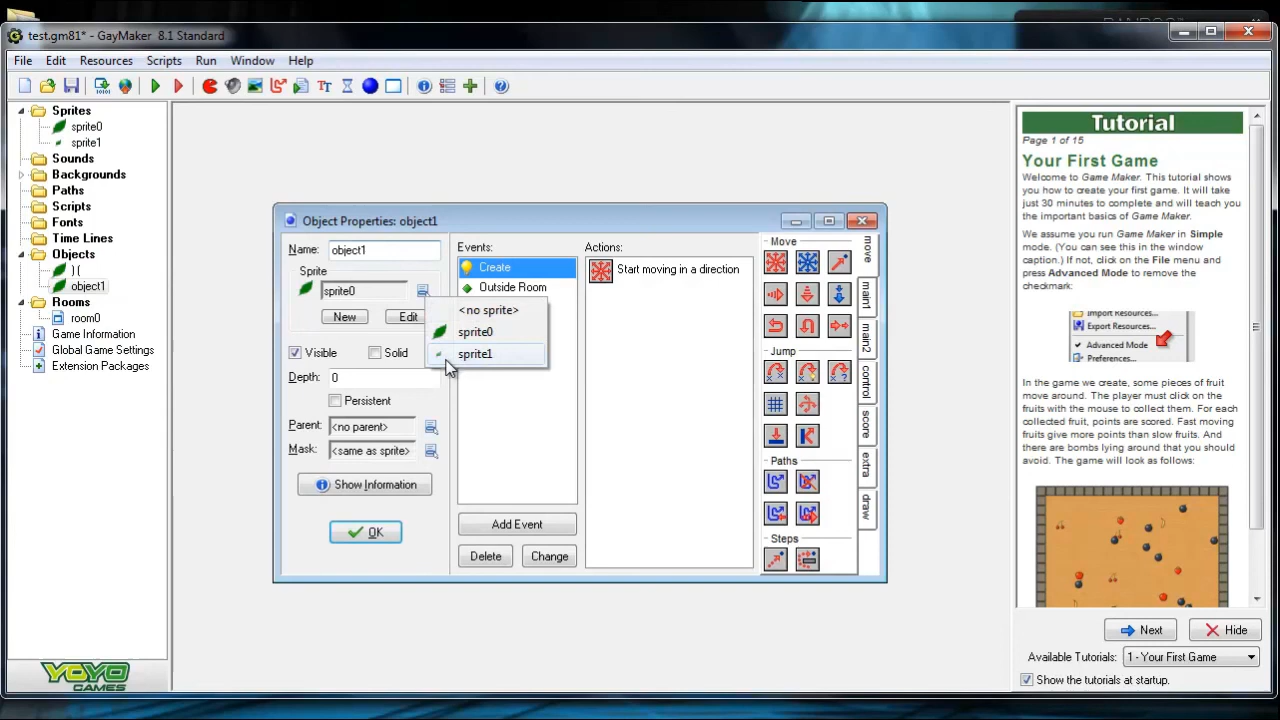 test.gm81* - GayMaker 8.1 Standard
File Edit Resources Scripts Run Window Help
Sprites
sprite0
sprite1
Sounds
Backgrounds
Paths
Scripts
Fonts
Time Lines
Objects
) (
object1
Rooms
room0
Game Information
Global Game Settings
Extension Packages
YOYO
GAMES
Object Properties: object1
Name: object1
Sprite
sprite0
New Edit
Visible Solid
Depth: 0
Persistent
Parent: <no parent>
Mask: <same as sprite>
Show Information
OK
Events:
Create
Outside Room
<no sprite>
sprite0
sprite1
Add Event
Delete Change
Actions:
Start moving in a direction
Move
Jump
Paths
Steps
move
main1
main2
control
score
extra
draw
Tutorial
Page 1 of 15
Your First Game
Welcome to Game Maker. This tutorial shows
you how to create your first game. It will take
just 30 minutes to complete and will teach you
the important basics of Game Maker.
We assume you run Game Maker in Simple
mode. (You can see this in the window
caption.) If not, click on the File menu and
press Advanced Mode to remove the
checkmark:
Import Resources...
Export Resources...
Advanced Mode
Preferences...
In the game we create, some pieces of fruit
move around. The player must click on the
fruits with the mouse to collect them. For each
collected fruit, points are scored. Fast moving
fruits give more points than slow fruits. And
there are bombs lying around that you should
avoid. The game will look as follows:
Next Hide
Available Tutorials: 1 - Your First Game
Show the tutorials at startup.